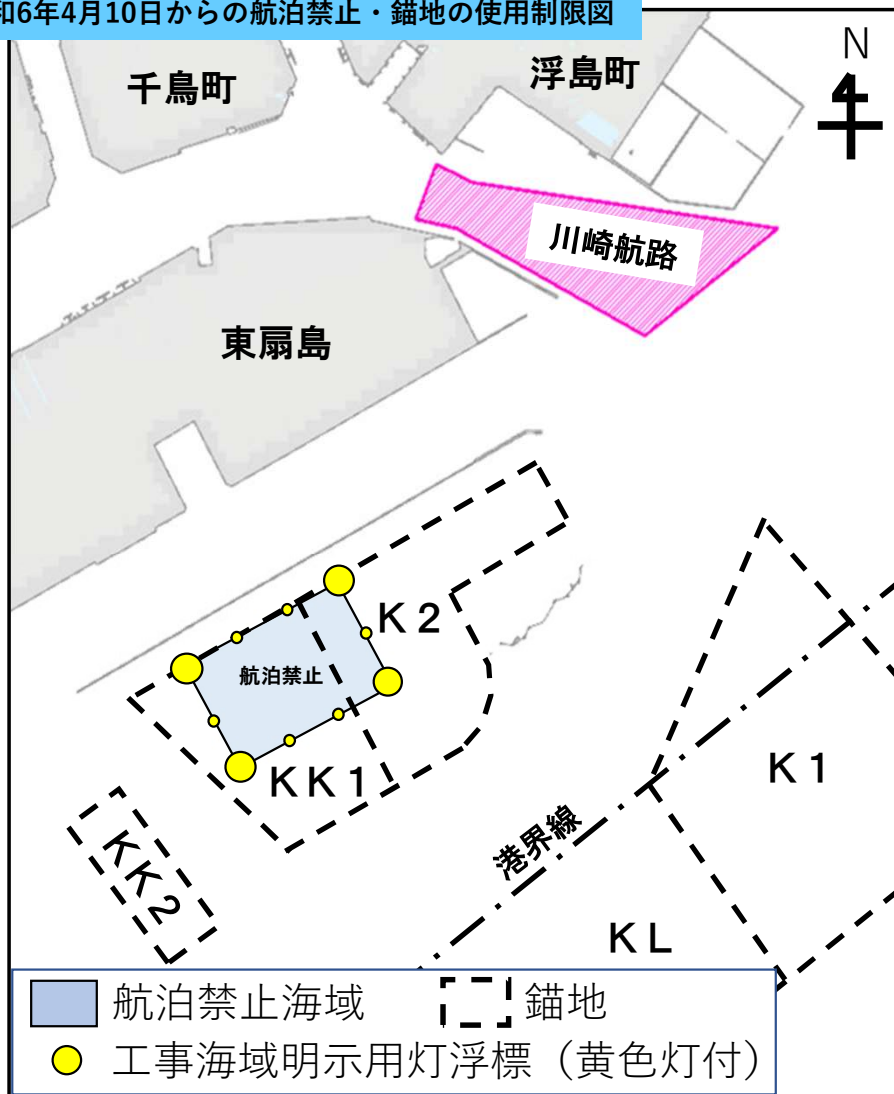 和6年4月10日からの航泊禁止・錨地の使用制限図
N
千鳥町
浮島町
川崎航路
東扇島
K2
航泊禁止
KK1
K1
KK2
港界線
KL
航泊禁止海域
錨地
工事海域明示用灯浮標（黄色灯付）